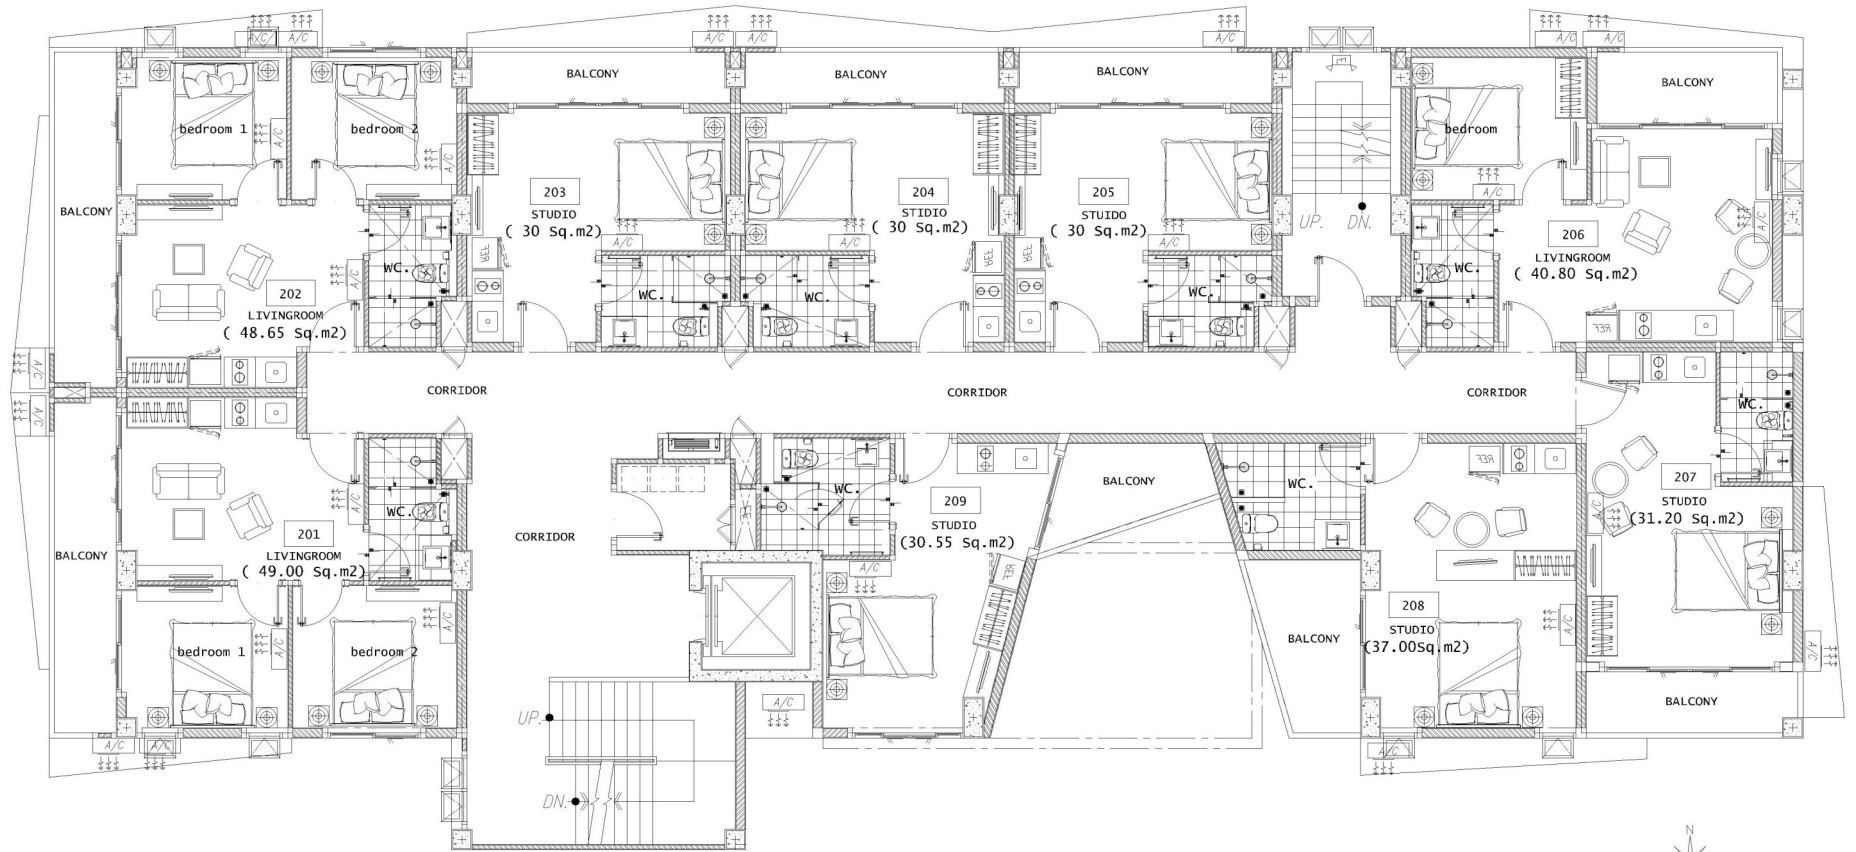 A/C
A/C
A/C
A/C
A/C
A/C
A/C
A/C
BALCONY
BALCONY
BALCONY
BALCONY
bedroom 1
bedroom 2
bedroom
A/C
A/C
A/C
203
STUDIO
( 30 Sq.m2)
204
STIDIO
( 30 Sq.m2)
205
STUIDO
( 30 Sq.m2)
UP.
DN.
206
LIVINGROOM
( 40.80 Sq.m2)
A/C
BALCONY
A/C
A/C
A/C
REF
REF
REF
REF
A/C
WC.
WC.
WC.
WC.
WC.
202
LIVINGROOM
( 48.65 Sq.m2)
A/C
A/C
CORRIDOR
CORRIDOR
CORRIDOR
WC.
201
LIVINGROOM
( 49.00 Sq.m2)
A/C
WC.
BALCONY
CORRIDOR
WC.
209
STUDIO
(30.55 Sq.m2)
A/C
REF
BALCONY
WC.
REF
207
STUDIO
(31.20 Sq.m2)
A/C
bedroom 1
bedroom 2
A/C
A/C
208
STUDIO
(37.00Sq.m2)
A/C
BALCONY
A/C
BALCONY
UP.
DN.
A/C
A/C
A/C
A/C
N